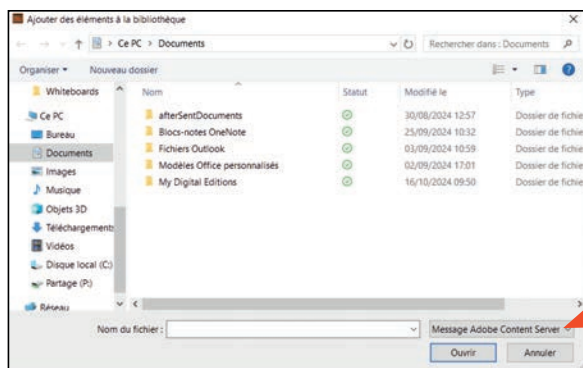 Ajouter des éléments à la bibliothèque
Ce PC > Documents
Rechercher dans : Documents
Organiser
Nouveau dossier
Nom
Statut
Modifié le
Type
Whiteboards
Ce PC
Bureau
Documents
Images
Musique
Objets 3D
Téléchargements
Vidéos
Disque local (C:)
Partage (P:)
Réseau
afterSentDocuments 30/08/2024 12:57 Dossier de fichie
Blocs-notes OneNote 25/09/2024 10:32 Dossier de fichie
Fichiers Outlook 03/09/2024 10:59 Dossier de fichie
Modèles Office personnalisés 02/09/2024 17:01 Dossier de fichie
My Digital Editions 16/10/2024 09:50 Dossier de fichie
Nom du fichier :
Message Adobe Content Server
Ouvrir
Annuler